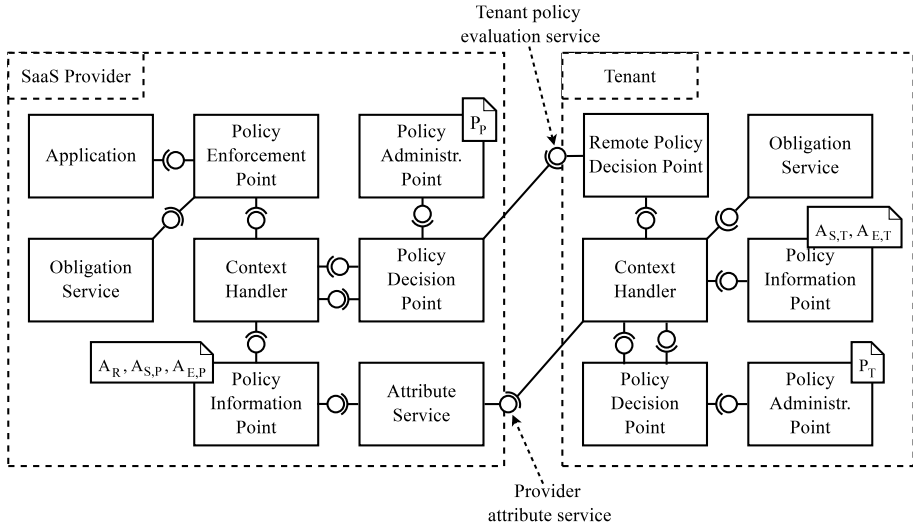 Tenant policy
evaluation service
SaaS Provider
Tenant
Application
Policy
Enforcement
Point
Policy
Administr.
Point
P_P
Remote Policy
Decision Point
Obligation
Service
Obligation
Service
Context
Handler
Policy
Decision
Point
Context
Handler
Policy
Information
Point
A_S,T, A_E,T
A_R, A_S,P, A_E,P
Policy
Information
Point
Attribute
Service
Policy
Decision
Point
Policy
Administr.
Point
P_T
Provider
attribute service